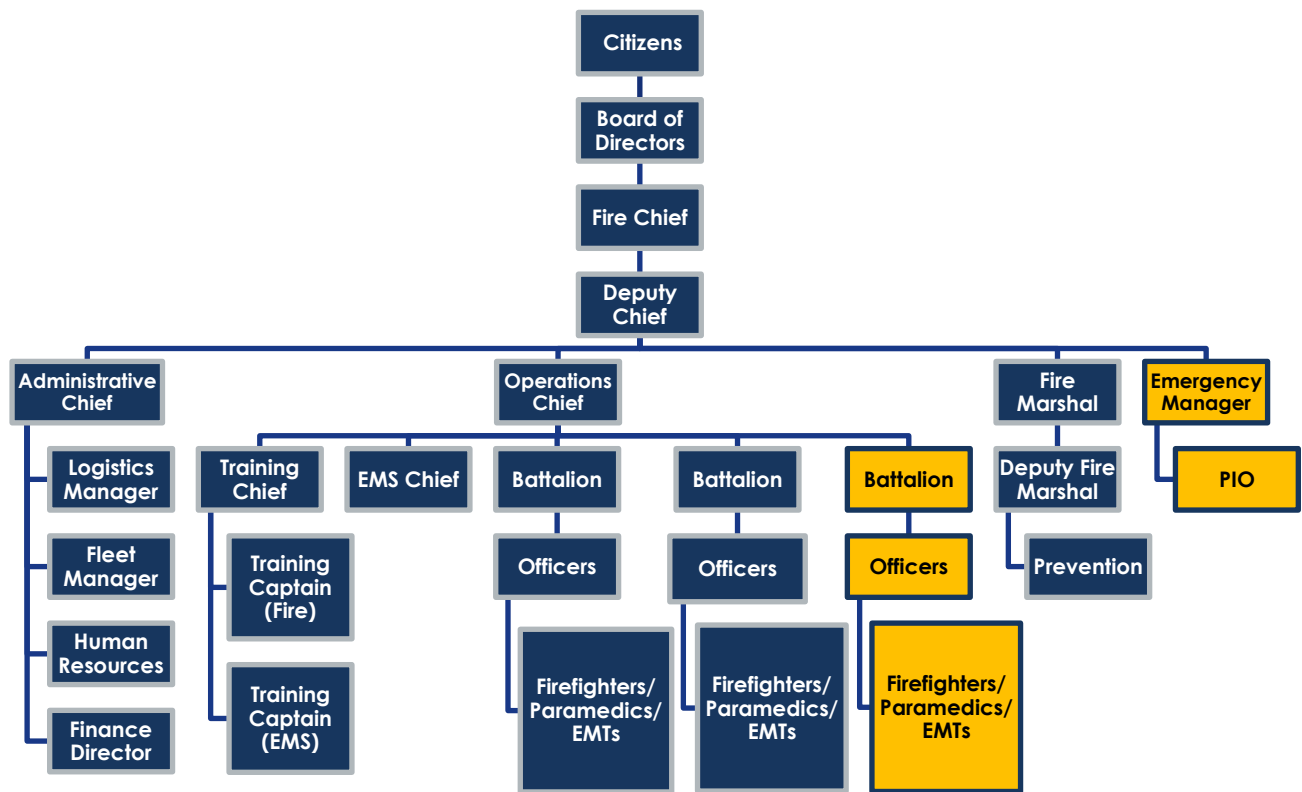 Citizens
Board of
Directors
Fire Chief
Deputy
Chief
Administrative
Chief
Operations
Chief
Fire
Marshal
Emergency
Manager
Logistics
Manager
Training
Chief
EMS Chief
Battalion
Battalion
Battalion
Deputy Fire
Marshal
PIO
Fleet
Manager
Training
Captain
(Fire)
Officers
Officers
Officers
Prevention
Human
Resources
Training
Captain
(EMS)
Firefighters/
Paramedics/
EMTs
Firefighters/
Paramedics/
EMTs
Firefighters/
Paramedics/
EMTs
Finance
Director